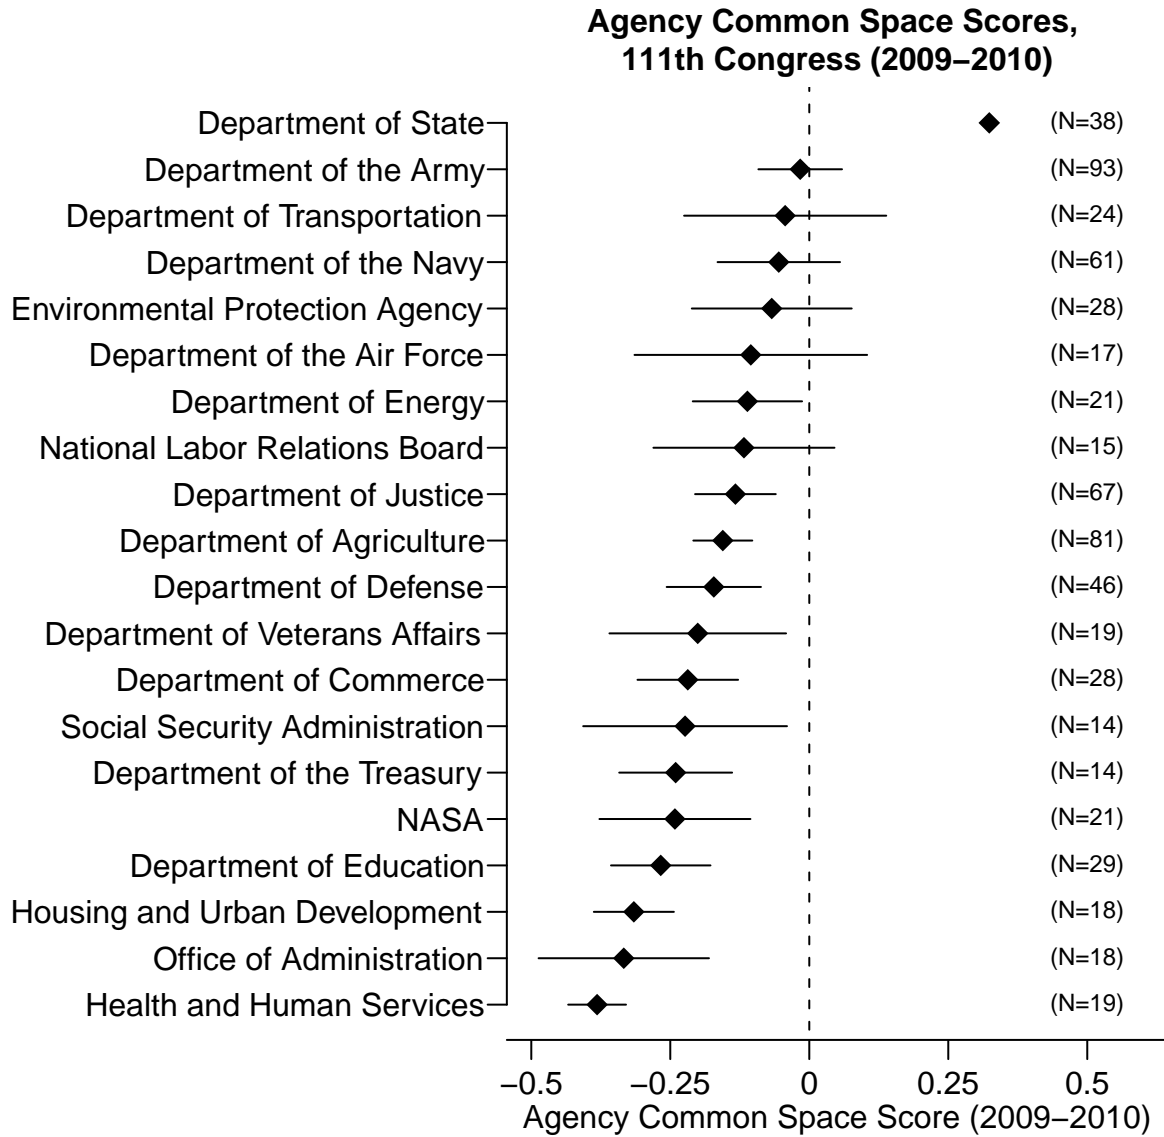 Agency Common Space Scores,
111th Congress (2009−2010)
Department of State (N=38)
Department of the Army (N=93)
Department of Transportation (N=24)
Department of the Navy (N=61)
Environmental Protection Agency (N=28)
Department of the Air Force (N=17)
Department of Energy (N=21)
National Labor Relations Board (N=15)
Department of Justice (N=67)
Department of Agriculture (N=81)
Department of Defense (N=46)
Department of Veterans Affairs (N=19)
Department of Commerce (N=28)
Social Security Administration (N=14)
Department of the Treasury (N=14)
NASA (N=21)
Department of Education (N=29)
Housing and Urban Development (N=18)
Office of Administration (N=18)
Health and Human Services (N=19)
−0.5 −0.25 0 0.25 0.5
Agency Common Space Score (2009−2010)